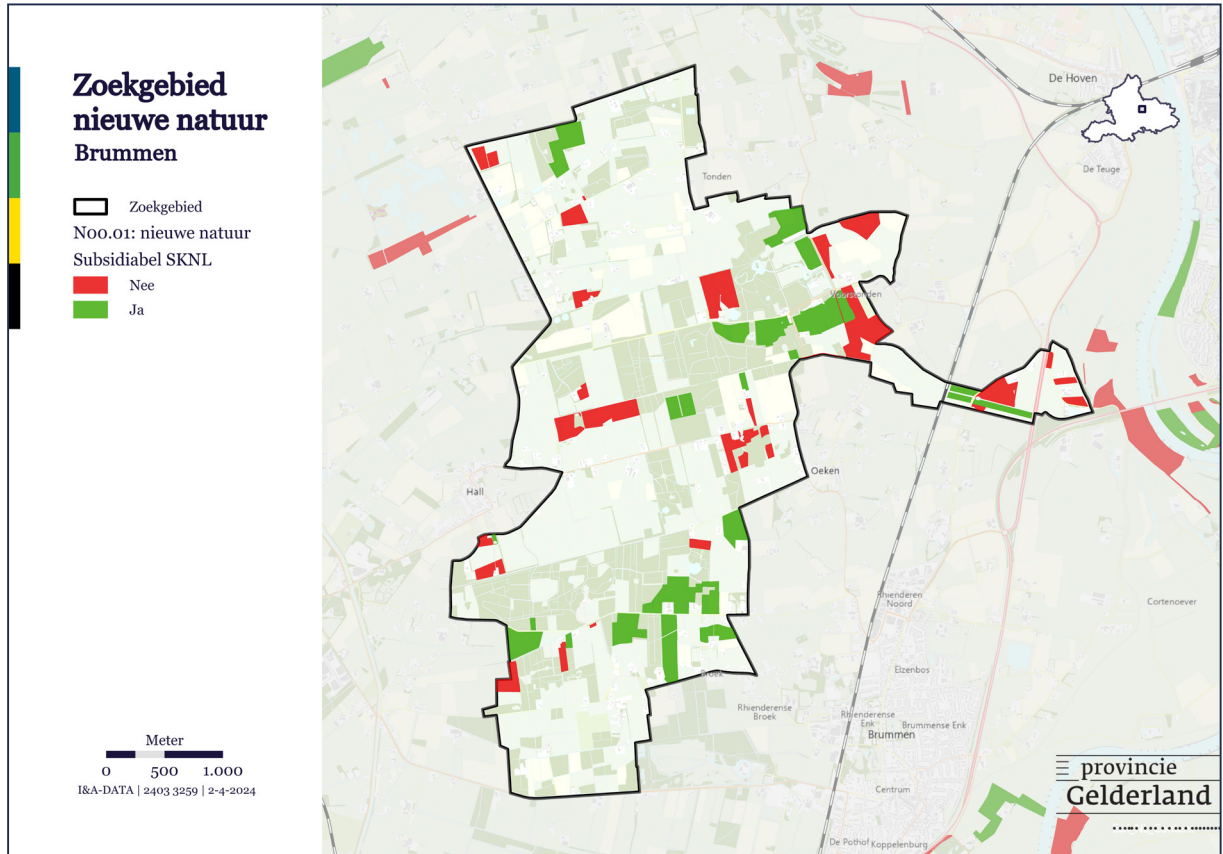 Zoekgebied
nieuwe natuur
Brummen
Zoekgebied
N00.01: nieuwe natuur
Subsidiabel SKNL
Nee
Ja
Meter
0 500 1.000
I&A-DATA | 2403 3259 | 2-4-2024
De Hoven
De Teuge
Tonden
Voorstonden
Oeken
Hall
Rhienderen
Noord
Cortenoever
Elzenbos
Broek
Rhienderense
Broek
Rhienderense
Enk
Brummense Enk
Brummen
Centrum
De Pothof
Koppelenburg
provincie
Gelderland